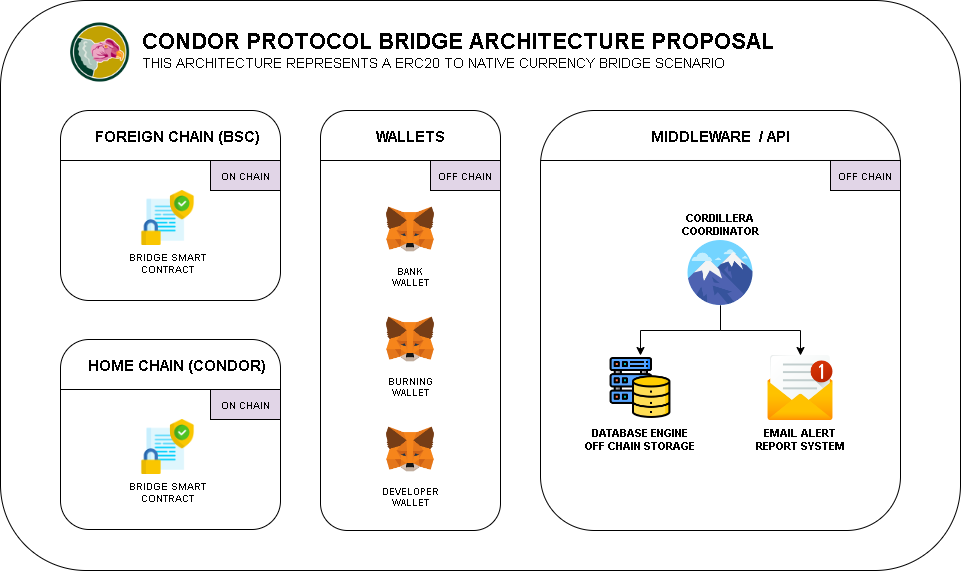 CONDOR PROTOCOL BRIDGE ARCHITECTURE PROPOSAL
THIS ARCHITECTURE REPRESENTS A ERC20 TO NATIVE CURRENCY BRIDGE SCENARIO
FOREIGN CHAIN (BSC)
ON CHAIN
BRIDGE SMART
CONTRACT
HOME CHAIN (CONDOR)
ON CHAIN
BRIDGE SMART
CONTRACT
WALLETS
OFF CHAIN
BANK
WALLET
BURNING
WALLET
DEVELOPER
WALLET
MIDDLEWARE / API
OFF CHAIN
CORDILLERA
COORDINATOR
DATABASE ENGINE
OFF CHAIN STORAGE
1
EMAIL ALERT
REPORT SYSTEM